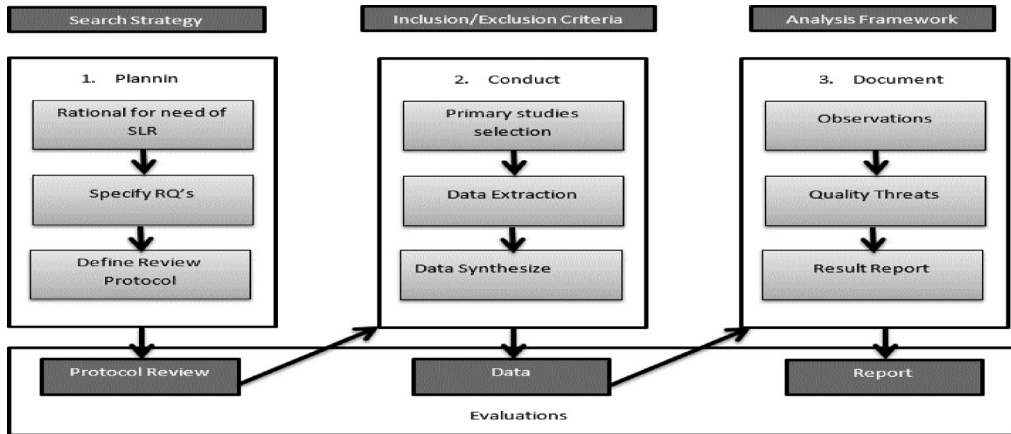 Search Strategy
Inclusion/Exclusion Criteria
Analysis Framework
1. Plannin
Rational for need of
SLR
Specify RQ's
Define Review
Protocol
2. Conduct
Primary studies
selection
Data Extraction
Data Synthesize
3. Document
Observations
Quality Threats
Result Report
Protocol Review
Data
Report
Evaluations